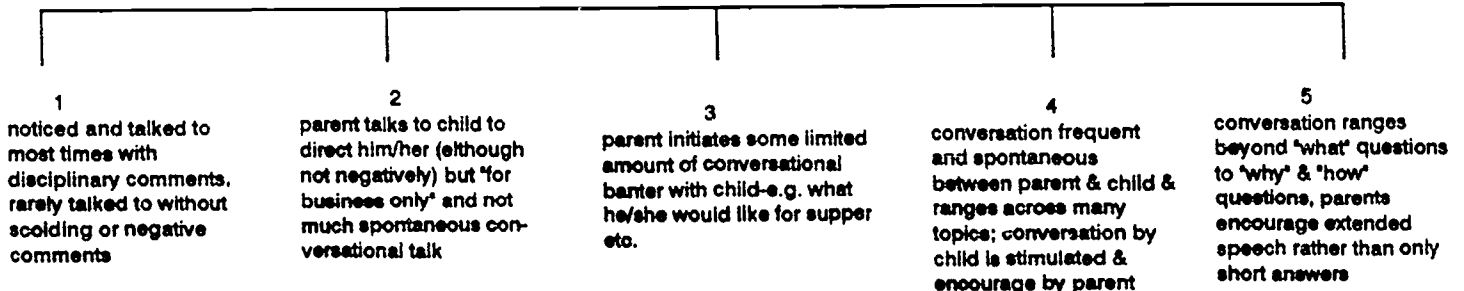 1
noticed and talked to
most times with
disciplinary comments,
rarely talked to without
scolding or negative
comments
2
parent talks to child to
direct him/her (although
not negatively) but "for
business only" and not
much spontaneous con-
versational talk
3
parent initiates some limited
amount of conversational
banter with child-e.g. what
he/she would like for supper
etc.
4
conversation frequent
and spontaneous
between parent & child &
ranges across many
topics; conversation by
child is stimulated &
encourage by parent
5
conversation ranges
beyond "what" questions
to "why" & "how"
questions, parents
encourage extended
speech rather than only
short answers